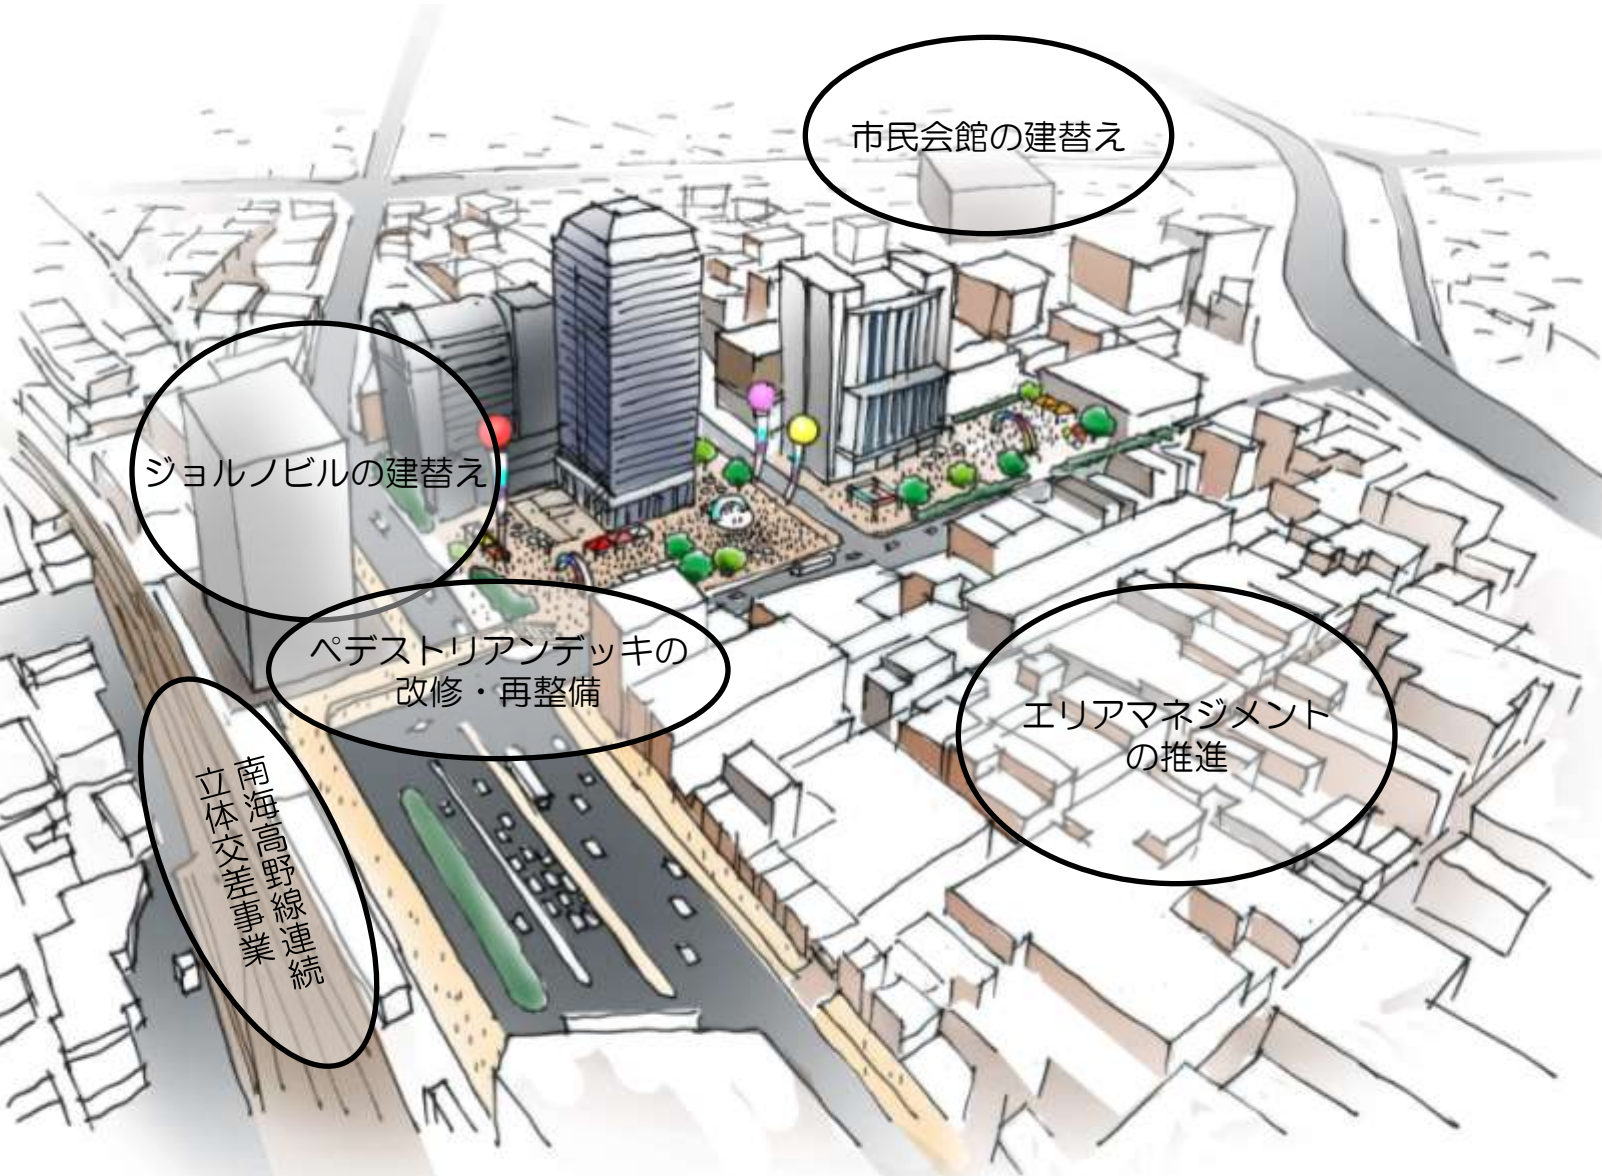 市民会館の建替え
ジョルノビルの建替え
ペデストリアンデッキの
改修・再整備
エリアマネジメント
の推進
南海高野線連続
立体交差事業